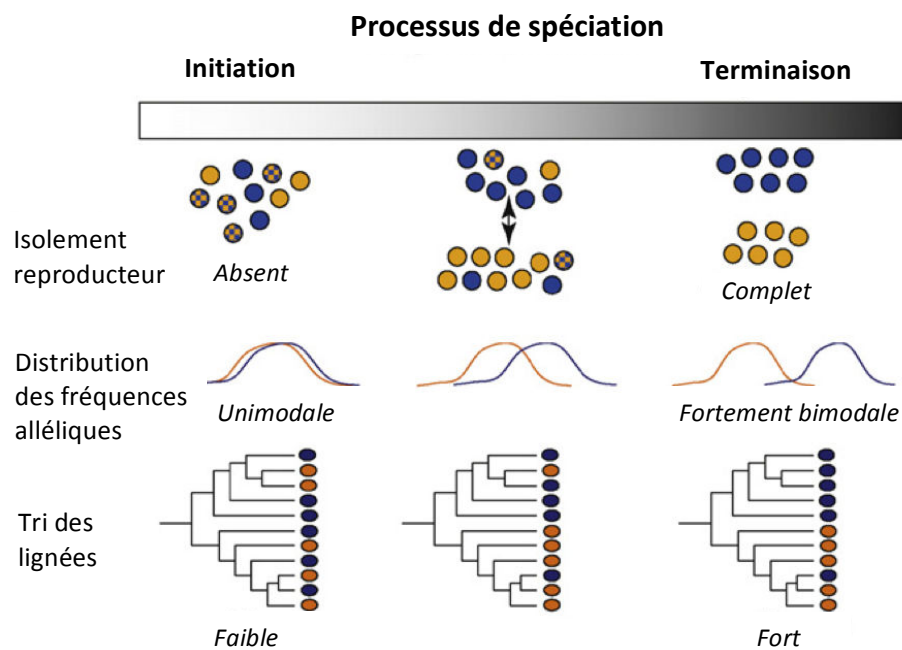 Processus de spéciation
Initiation
Terminaison
Isolement
reproducteur
Absent
Complet
Distribution
des fréquences
alléliques
Unimodale
Fortement bimodale
Tri des
lignées
Faible
Fort